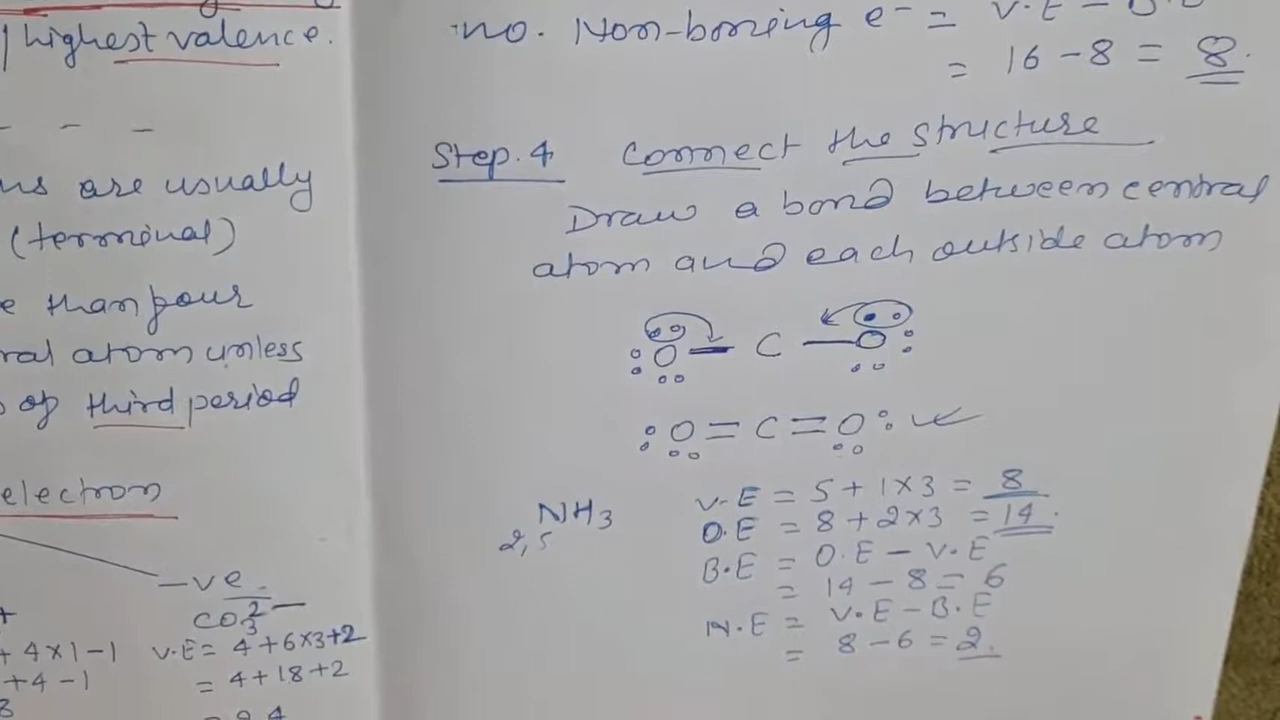 highest valence.
- - -
are usually
(terminal)
than four
atom unless
of third period
electron
-ve
CO3^2-
+ 4×1-1 V.E = 4+6×3+2
+4-1 = 4+18+2
no. Non-bonzing e- = V.E -
= 16 - 8 = 8.
Step. 4 Connect the structure
Draw a bond between central
atom and each outside atom
O - C - O
:O = C = O:
NH3 V.E = 5+1×3 = 8
2,5 O.E = 8+2×3 = 14.
B.E = O.E - V.E
= 14 - 8 = 6
N.E = V.E - B.E
= 8 - 6 = 2.